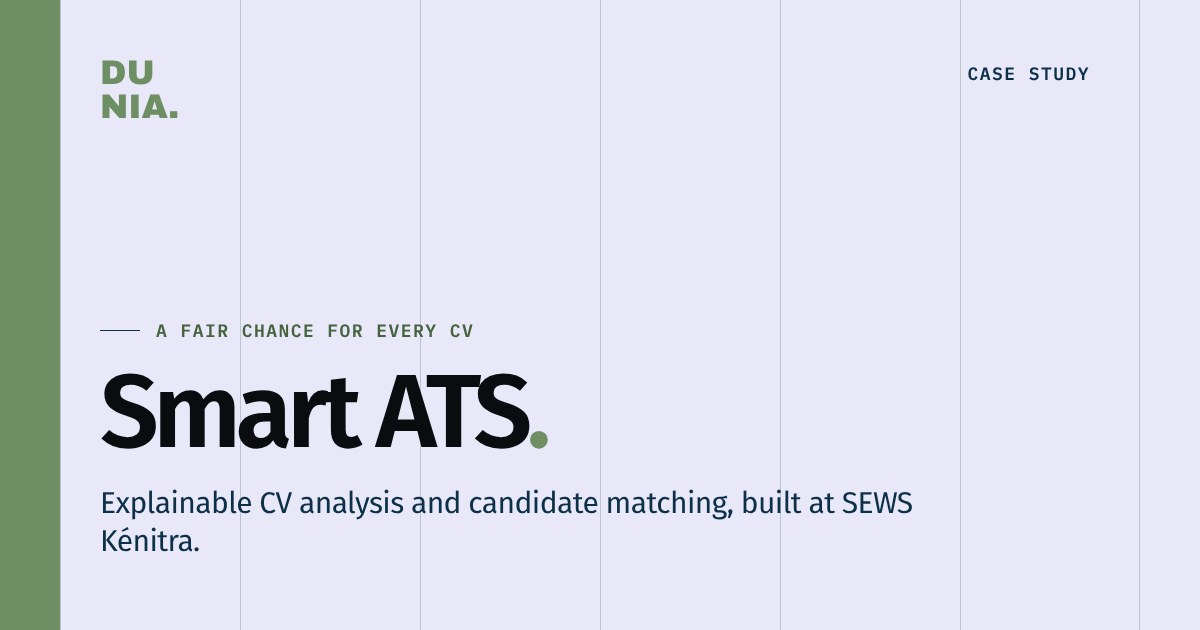 DU
NIA.
CASE STUDY
A FAIR CHANCE FOR EVERY CV
Smart ATS.
Explainable CV analysis and candidate matching, built at SEWS
Kénitra.